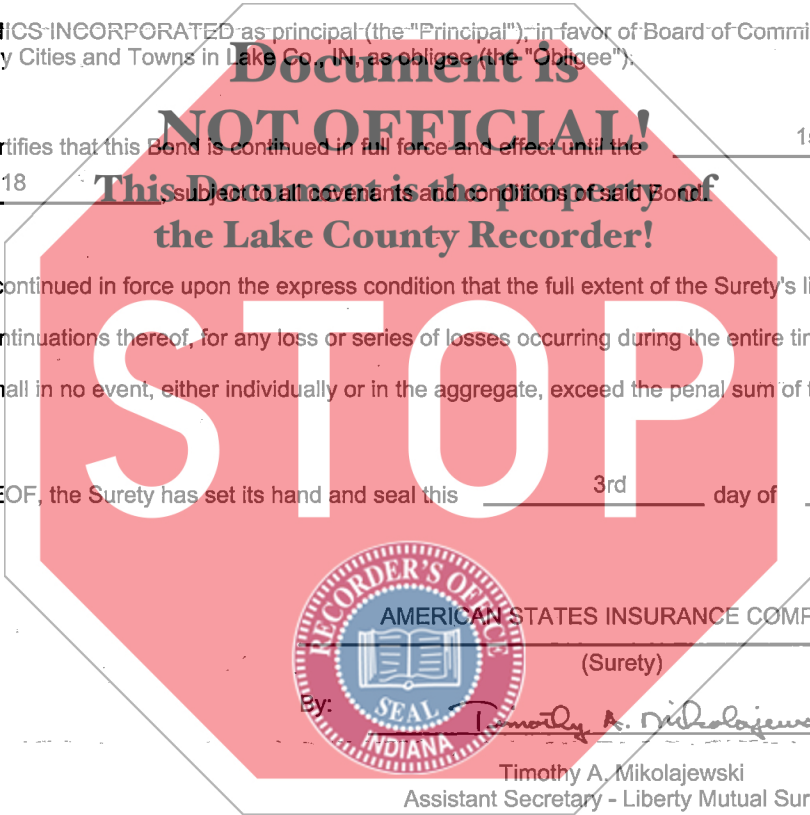 ICS INCORPORATED as principal (the "Principal"), in favor of Board of Commi
y Cities and Towns in Lake Co., IN, as obligee (the "Obligee").
Document is
NOT OFFICIAL!
rtifies that this Bond is continued in full force and effect until the
18 , subject to all covenants and conditions of said Bond.
This Document is the property of
the Lake County Recorder!
continued in force upon the express condition that the full extent of the Surety's li
ntinuations thereof, for any loss or series of losses occurring during the entire tim
hall in no event, either individually or in the aggregate, exceed the penal sum of t
STOP
EOF, the Surety has set its hand and seal this 3rd day of
RECORDER'S OFFICE
SEAL
INDIANA
AMERICAN STATES INSURANCE COMP
(Surety)
By: Timothy A. Mikolajews
Timothy A. Mikolajewski
Assistant Secretary - Liberty Mutual Sur